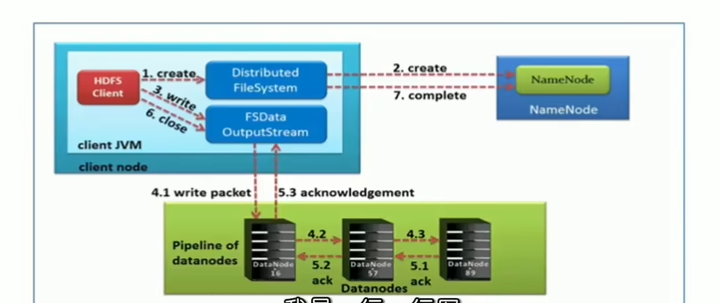 HDFS
Client
1. create
3. write
6. close
Distributed
FileSystem
FSData
OutputStream
client JVM
client node
2. create
7. complete
NameNode
NameNode
4.1 write packet
5.3 acknowledgement
Pipeline of
datanodes
DataNode
16
4.2
5.2
ack
DataNode
57
4.3
5.1
ack
DataNode
89
Datanodes